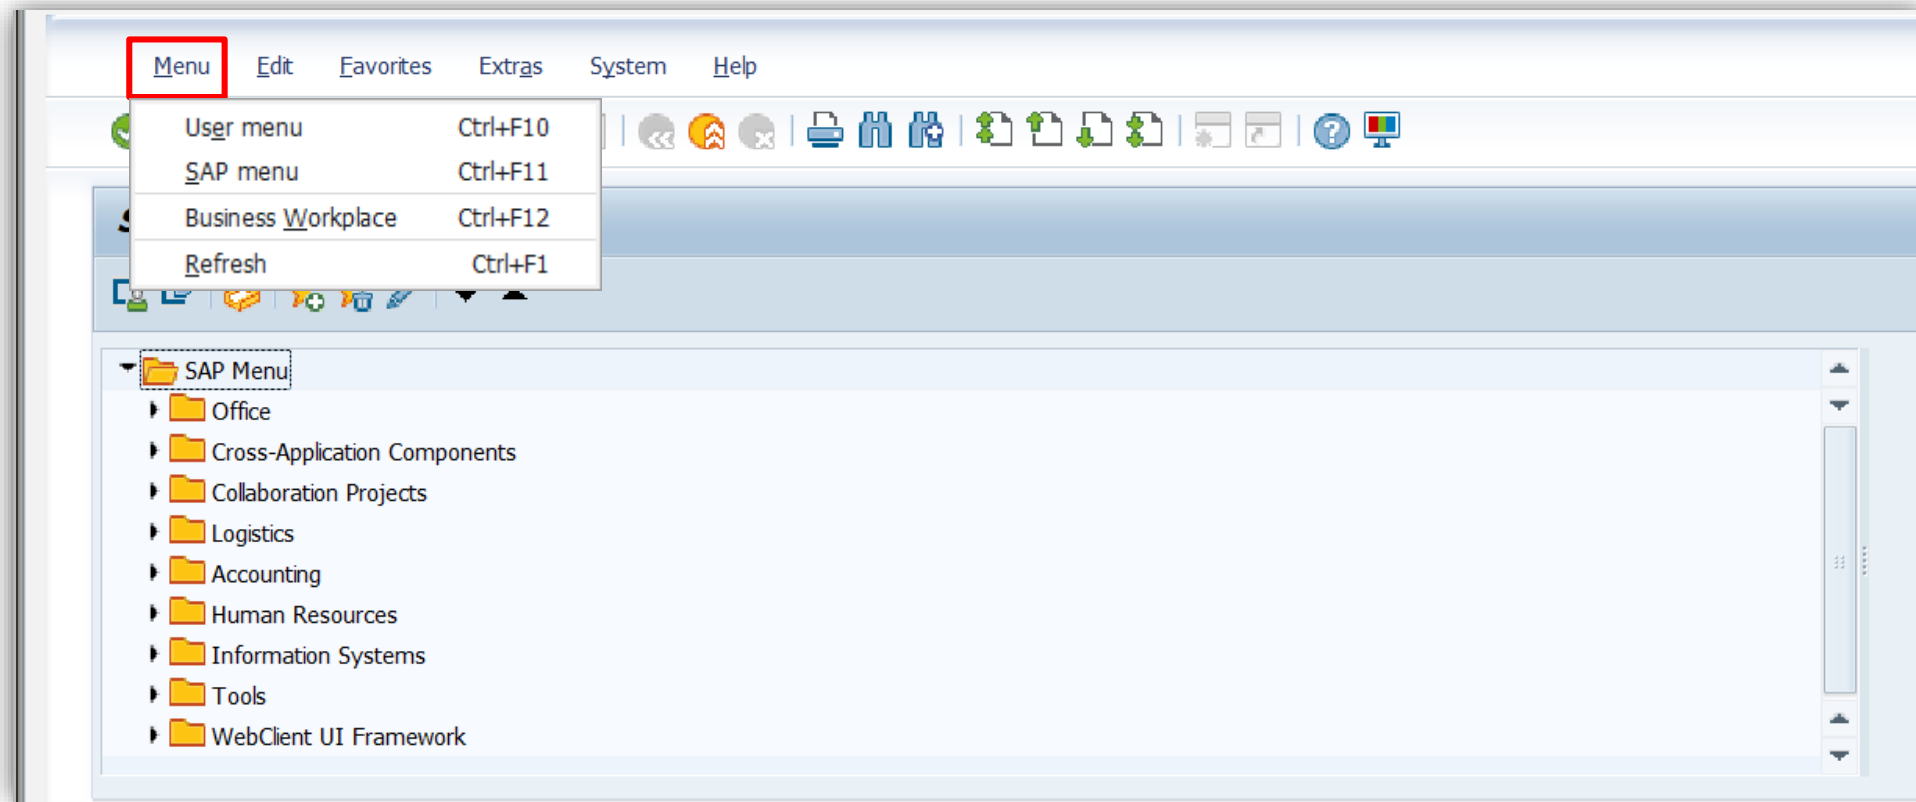 Menu Edit Favorites Extras System Help
User menu Ctrl+F10
SAP menu Ctrl+F11
Business Workplace Ctrl+F12
Refresh Ctrl+F1
SAP Menu
Office
Cross-Application Components
Collaboration Projects
Logistics
Accounting
Human Resources
Information Systems
Tools
WebClient UI Framework